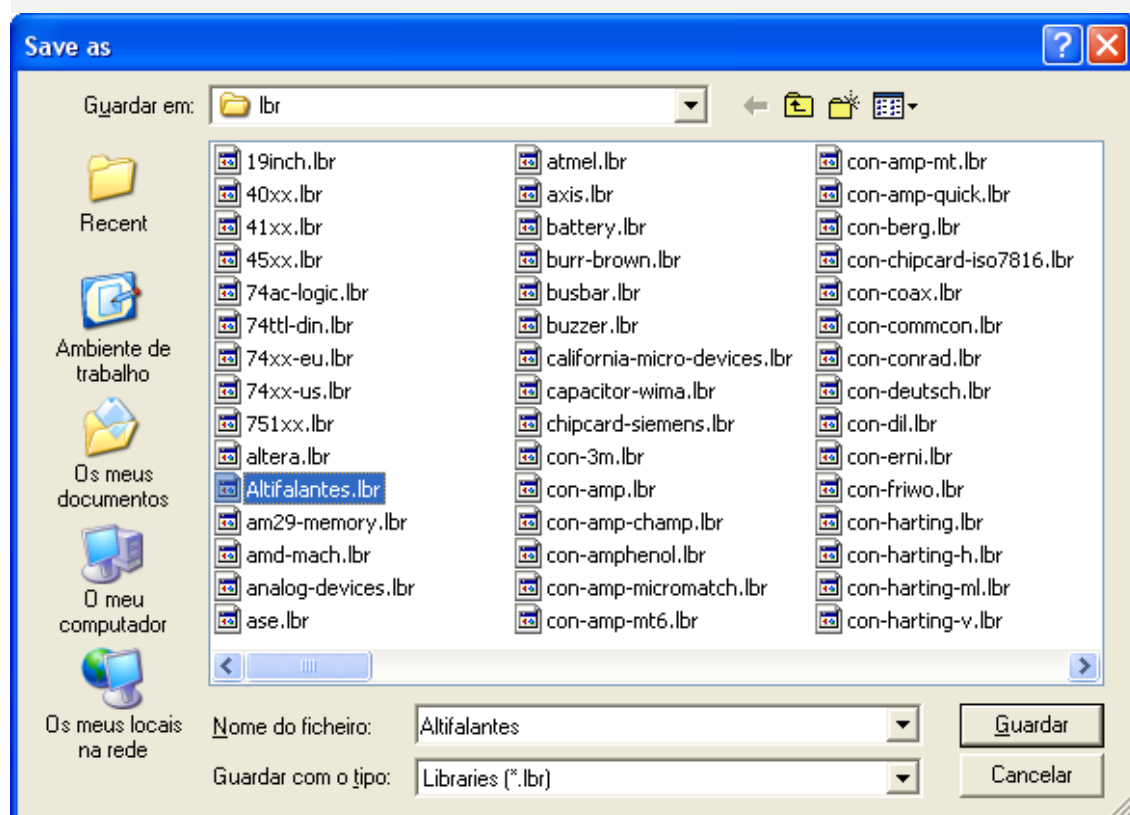 Save as
Guardar em:
lbr
Recent
Ambiente de
trabalho
Os meus
documentos
O meu
computador
Os meus locais
na rede
19inch.lbr
40xx.lbr
41xx.lbr
45xx.lbr
74ac-logic.lbr
74ttl-din.lbr
74xx-eu.lbr
74xx-us.lbr
751xx.lbr
altera.lbr
Altifalantes.lbr
am29-memory.lbr
amd-mach.lbr
analog-devices.lbr
ase.lbr
atmel.lbr
axis.lbr
battery.lbr
burr-brown.lbr
busbar.lbr
buzzer.lbr
california-micro-devices.lbr
capacitor-wima.lbr
chipcard-siemens.lbr
con-3m.lbr
con-amp.lbr
con-amp-champ.lbr
con-amphenol.lbr
con-amp-micromatch.lbr
con-amp-mt6.lbr
con-amp-mt.lbr
con-amp-quick.lbr
con-berg.lbr
con-chipcard-iso7816.lbr
con-coax.lbr
con-commcon.lbr
con-conrad.lbr
con-deutsch.lbr
con-dil.lbr
con-erni.lbr
con-friwo.lbr
con-harting.lbr
con-harting-h.lbr
con-harting-ml.lbr
con-harting-v.lbr
Nome do ficheiro:
Altifalantes
Guardar
Guardar com o tipo:
Libraries (*.lbr)
Cancelar